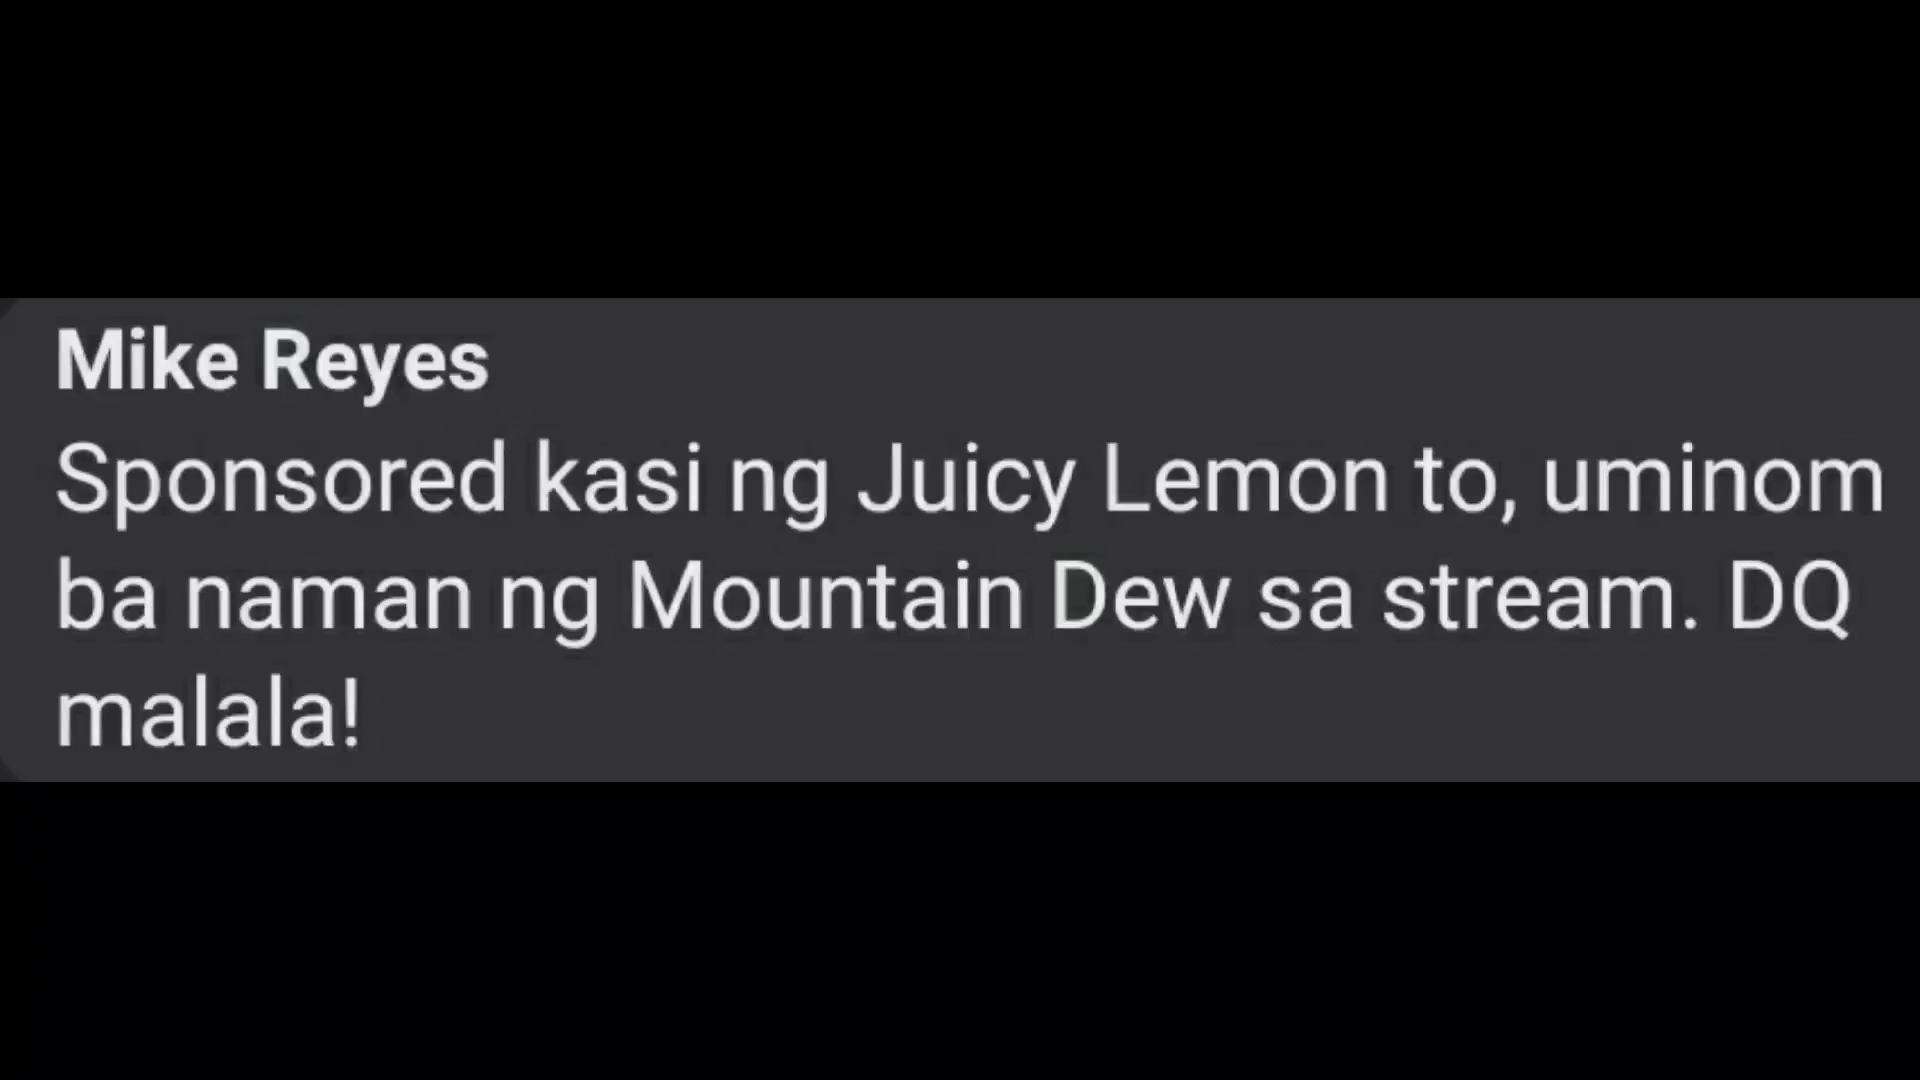 Mike Reyes
Sponsored kasi ng Juicy Lemon to, uminom
ba naman ng Mountain Dew sa stream. DQ
malala!